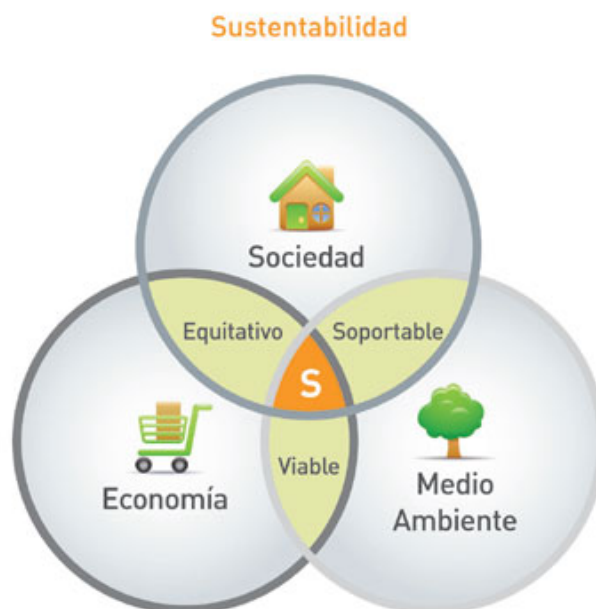 Sustentabilidad
Sociedad
Equitativo
Soportable
S
Viable
Economía
Medio
Ambiente